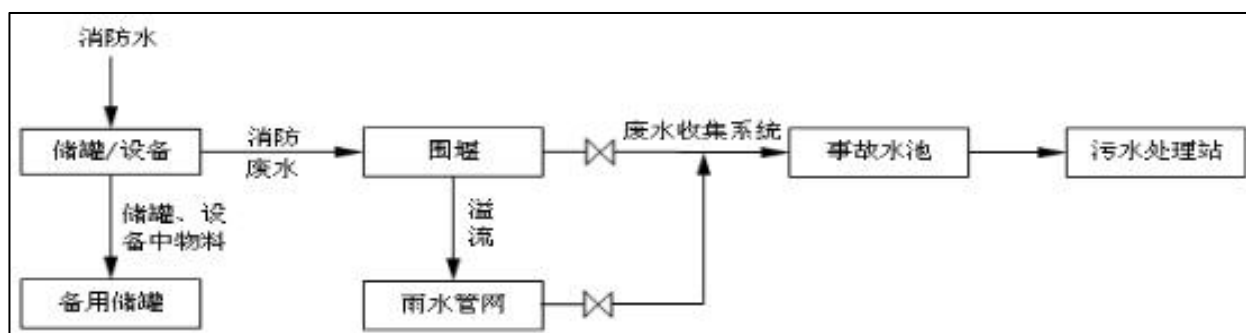 消防水
储罐/设备
消防
废水
围堰
废水收集系统
事故水池
污水处理站
储罐、设
备中物料
溢
流
备用储罐
雨水管网